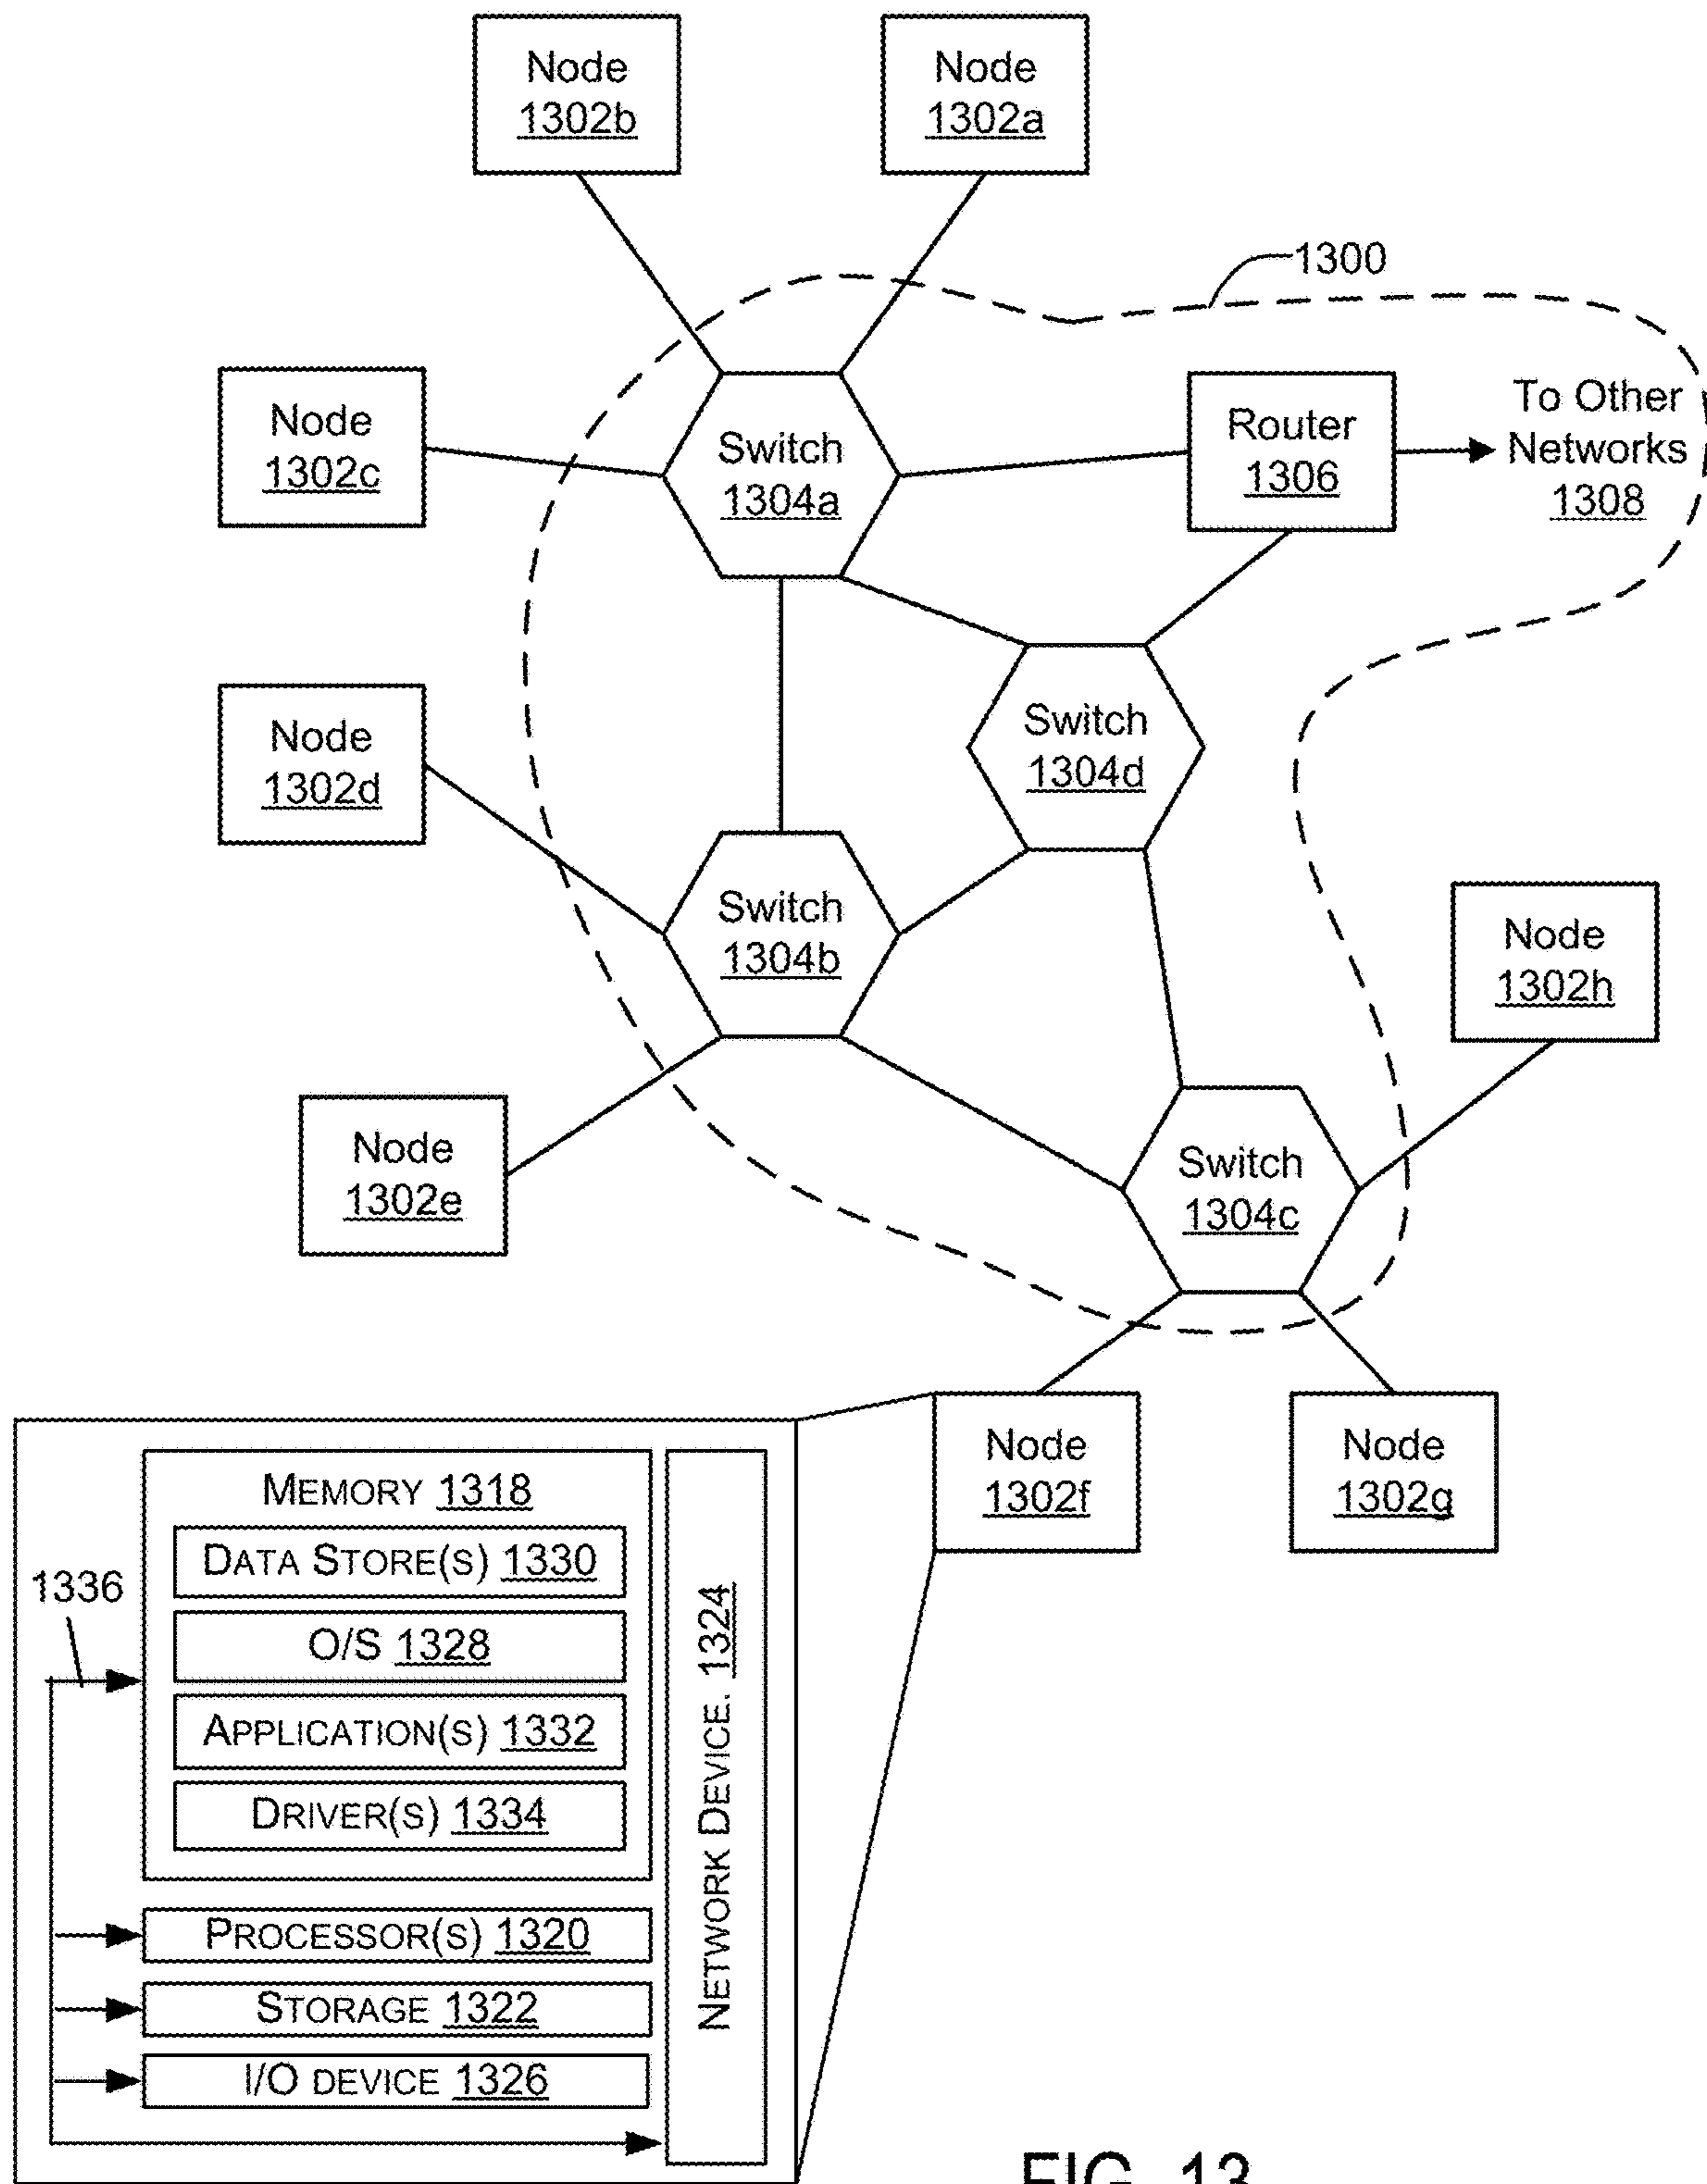 Node
1302b
Node
1302a
1300
Node
1302c
Switch
1304a
Router
1306
To Other
Networks
1308
Node
1302d
Switch
1304d
Switch
1304b
Node
1302h
Node
1302e
Switch
1304c
Node
1302f
Node
1302g
MEMORY 1318
DATA STORE(S) 1330
1336
O/S 1328
APPLICATION(S) 1332
DRIVER(S) 1334
NETWORK DEVICE. 1324
PROCESSOR(S) 1320
STORAGE 1322
I/O DEVICE 1326
FIG. 13